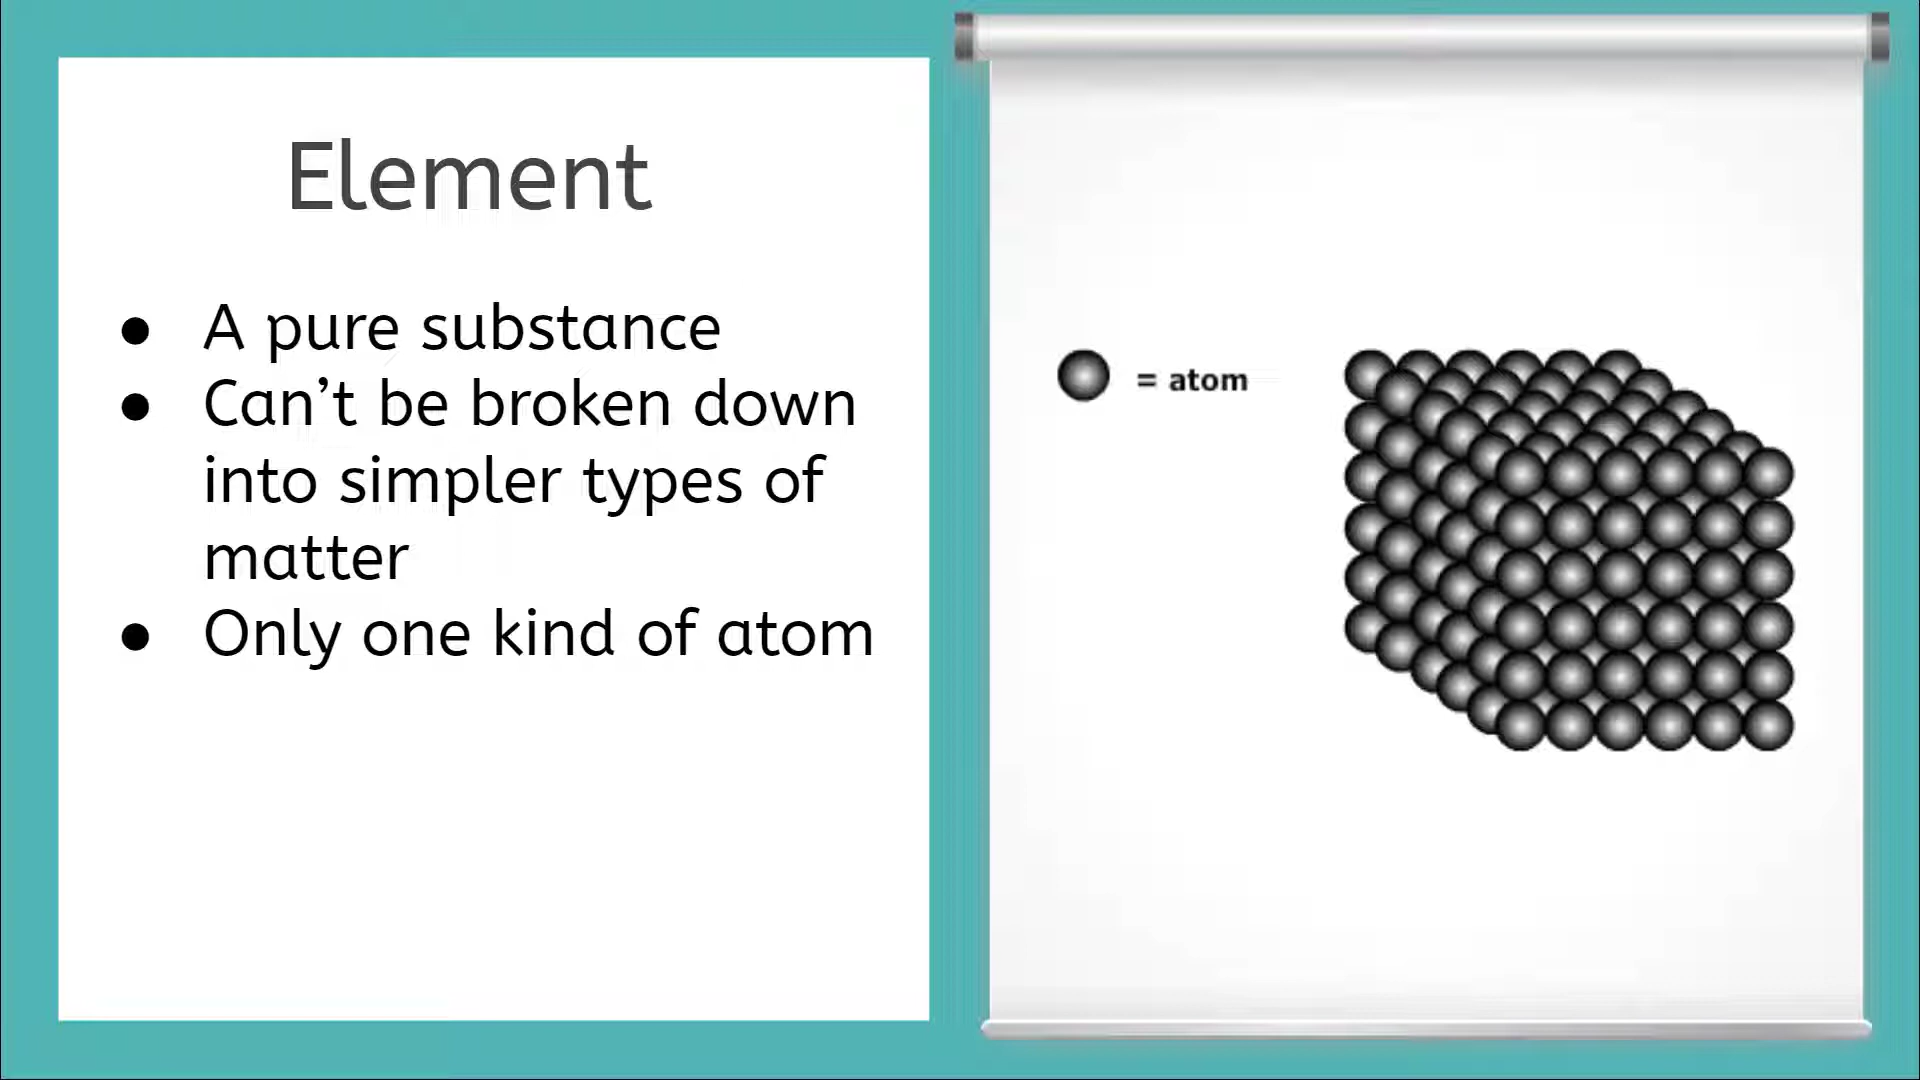 Element
● A pure substance
● Can’t be broken down
into simpler types of
matter
● Only one kind of atom
= atom